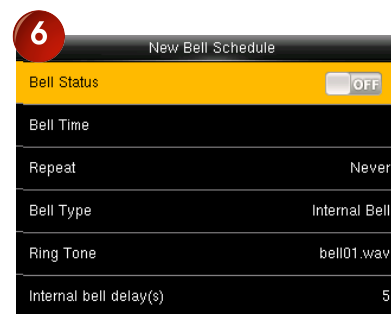 6
New Bell Schedule
Bell Status OFF
Bell Time
Repeat Never
Bell Type Internal Bell
Ring Tone bell01.wav
Internal bell delay(s) 5